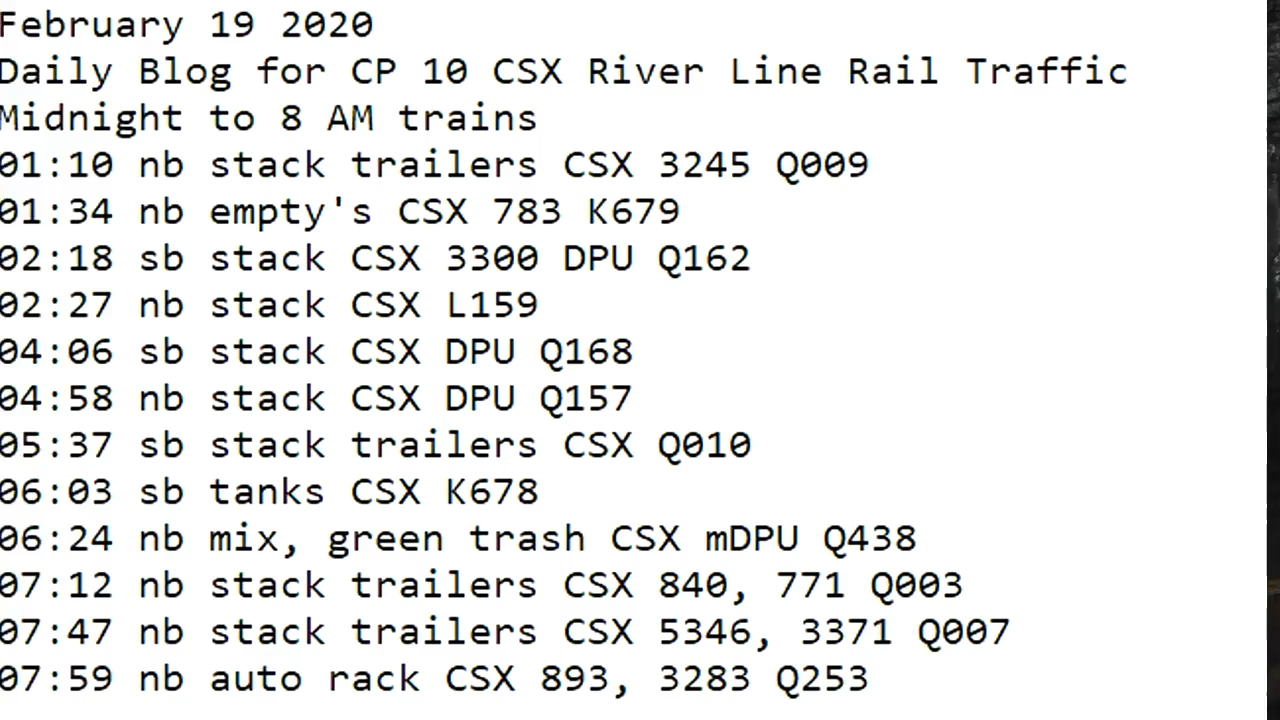 February 19 2020
Daily Blog for CP 10 CSX River Line Rail Traffic
Midnight to 8 AM trains
01:10 nb stack trailers CSX 3245 Q009
01:34 nb empty's CSX 783 K679
02:18 sb stack CSX 3300 DPU Q162
02:27 nb stack CSX L159
04:06 sb stack CSX DPU Q168
04:58 nb stack CSX DPU Q157
05:37 sb stack trailers CSX Q010
06:03 sb tanks CSX K678
06:24 nb mix, green trash CSX mDPU Q438
07:12 nb stack trailers CSX 840, 771 Q003
07:47 nb stack trailers CSX 5346, 3371 Q007
07:59 nb auto rack CSX 893, 3283 Q253